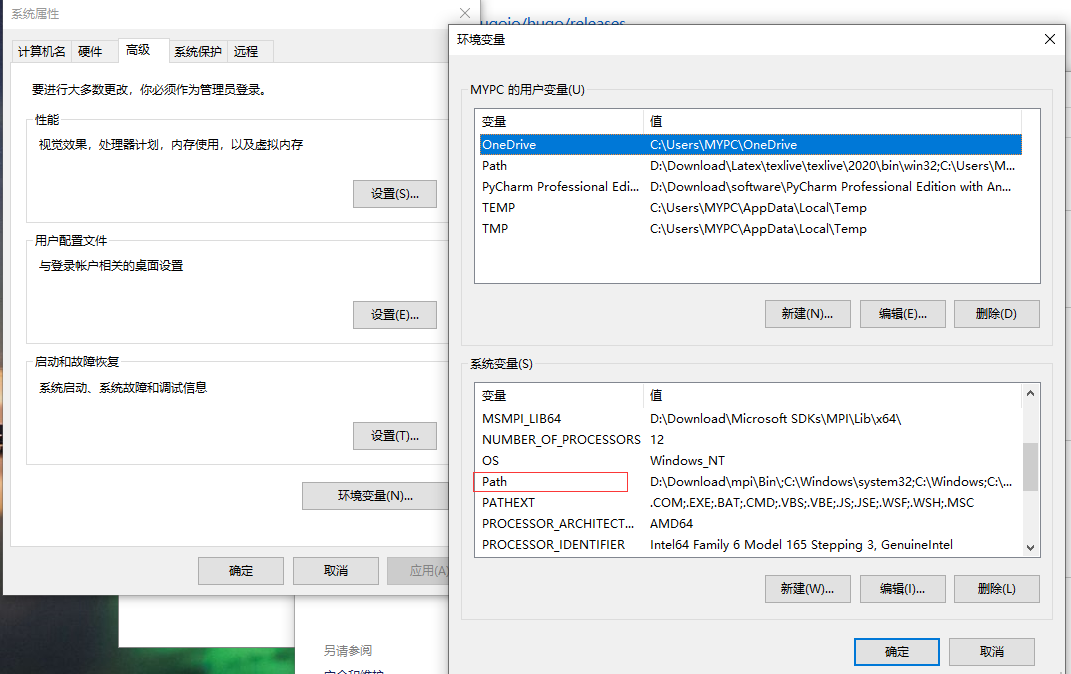 系统属性
计算机名 硬件 高级 系统保护 远程
要进行大多数更改，你必须作为管理员登录。
性能
视觉效果，处理器计划，内存使用，以及虚拟内存
设置(S)...
用户配置文件
与登录帐户相关的桌面设置
设置(E)...
启动和故障恢复
系统启动、系统故障和调试信息
设置(T)...
环境变量(N)...
确定 取消 应用(A)
另请参阅
安全和维护
ugoio/hugo/releases
环境变量
MYPC 的用户变量(U)
变量 值
OneDrive C:\Users\MYPC\OneDrive
Path D:\Download\Latex\texlive\texlive\2020\bin\win32;C:\Users\M...
PyCharm Professional Edi... D:\Download\software\PyCharm Professional Edition with An...
TEMP C:\Users\MYPC\AppData\Local\Temp
TMP C:\Users\MYPC\AppData\Local\Temp
新建(N)... 编辑(E)... 删除(D)
系统变量(S)
变量 值
MSMPI_LIB64 D:\Download\Microsoft SDKs\MPI\Lib\x64\
NUMBER_OF_PROCESSORS 12
OS Windows_NT
Path D:\Download\mpi\Bin\;C:\Windows\system32;C:\Windows;C:\...
PATHEXT .COM;.EXE;.BAT;.CMD;.VBS;.VBE;.JS;.JSE;.WSF;.WSH;.MSC
PROCESSOR_ARCHITECT... AMD64
PROCESSOR_IDENTIFIER Intel64 Family 6 Model 165 Stepping 3, GenuineIntel
新建(W)... 编辑(I)... 删除(L)
确定 取消